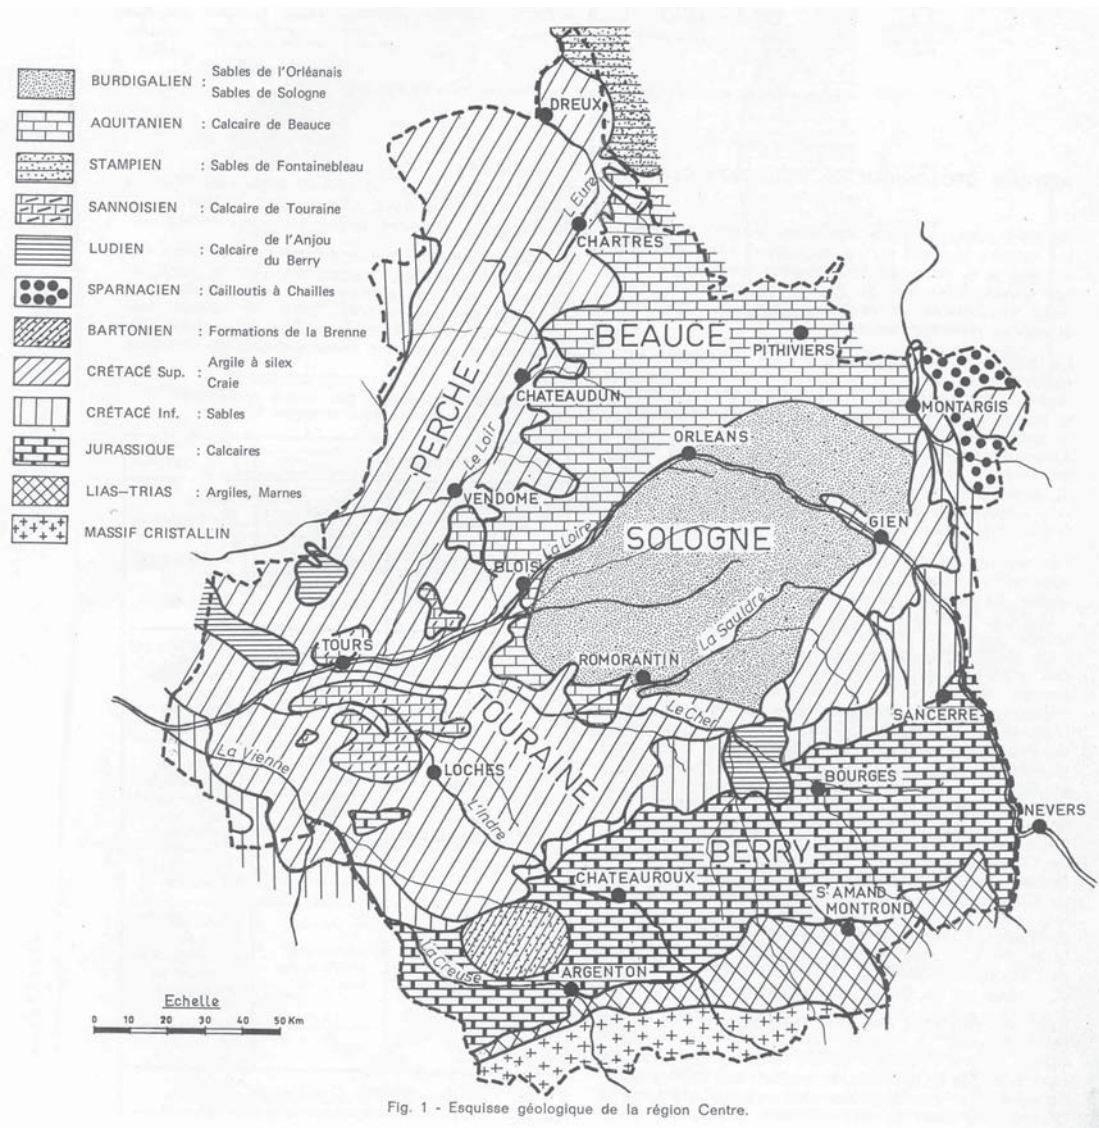 BURDIGALIEN : Sables de l'Orléanais
Sables de Sologne
AQUITANIEN : Calcaire de Beauce
STAMPIEN : Sables de Fontainebleau
SANNOISIEN : Calcaire de Touraine
LUDIEN : Calcaire de l'Anjou
du Berry
SPARNACIEN : Cailloutis à Chailles
BARTONIEN : Formations de la Brenne
CRÉTACÉ Sup. : Argile à silex
Craie
CRÉTACÉ Inf. : Sables
JURASSIQUE : Calcaires
LIAS-TRIAS : Argiles, Marnes
MASSIF CRISTALLIN
DREUX
L'Eure
CHARTRES
BEAUCE
PITHIVIERS
CHATEAUDUN
MONTARGIS
PERCHE
ORLEANS
Le Loir
VENDOME
GIEN
SOLOGNE
La Loire
BLOIS
La Sauldre
TOURS
ROMORANTIN
TOURAINE
Le Cher
SANCERRE
La Vienne
LOCHES
BOURGES
L'Indre
NEVERS
BERRY
CHATEAUROUX
ST AMAND
MONTROND
La Creuse
ARGENTON
Echelle
0 10 20 30 40 50 Km
Fig. 1 - Esquisse géologique de la région Centre.